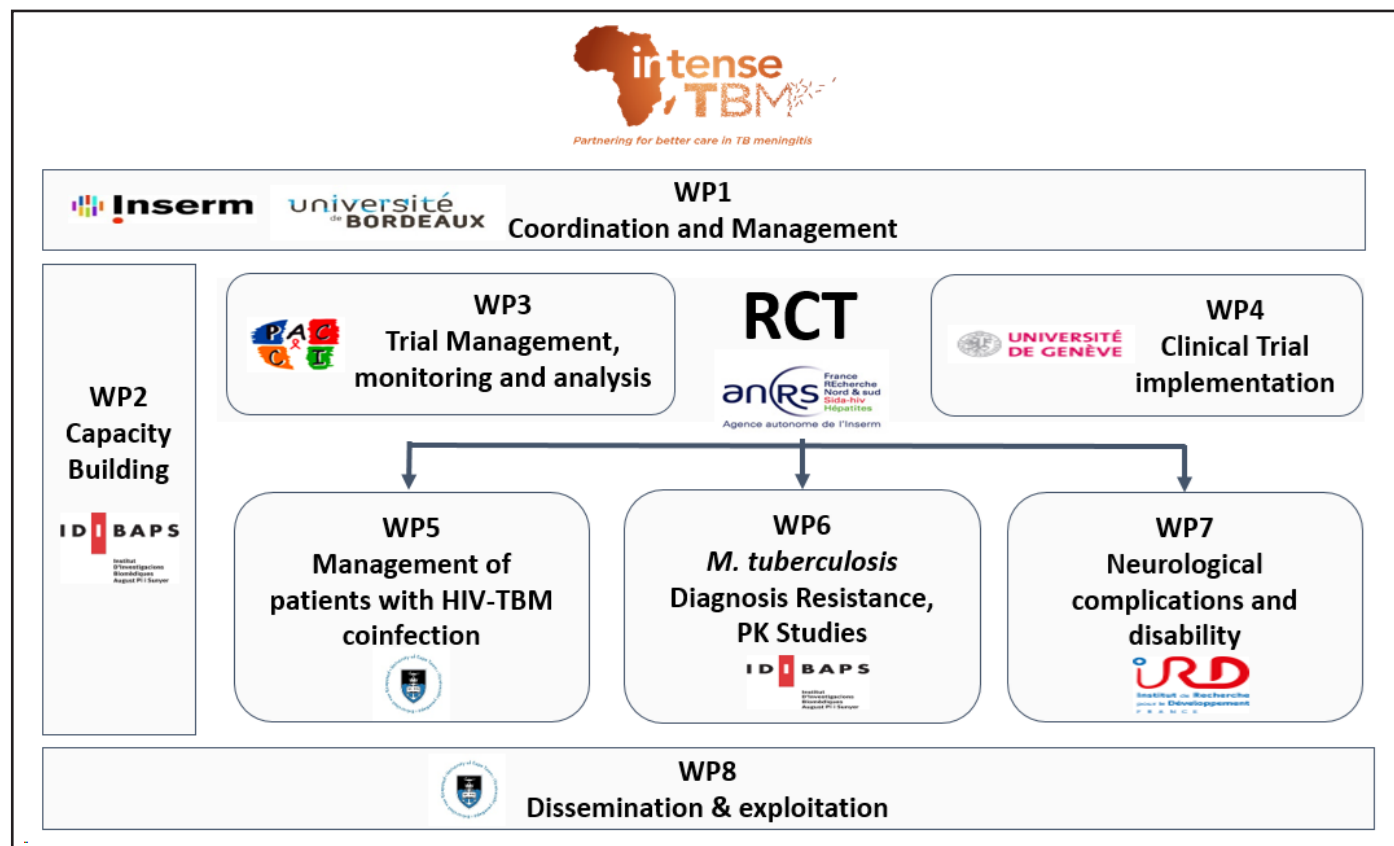 intense
TBM
Partnering for better care in TB meningitis
Inserm
université
de BORDEAUX
WP1
Coordination and Management
WP2
Capacity
Building
IDIBAPS
Institut
D'Investigacions
Biomèdiques
August Pi i Sunyer
PAC
CI
WP3
Trial Management,
monitoring and analysis
RCT
anRS
France
REcherche
Nord & sud
Sida-hiv
Hépatites
Agence autonome de l'Inserm
UNIVERSITÉ
DE GENÈVE
WP4
Clinical Trial
implementation
WP5
Management of
patients with HIV-TBM
coinfection
WP6
M. tuberculosis
Diagnosis Resistance,
PK Studies
IDIBAPS
Institut
D'Investigacions
Biomèdiques
August Pi i Sunyer
WP7
Neurological
complications and
disability
iRD
Institut de Recherche
pour le Développement
FRANCE
WP8
Dissemination & exploitation